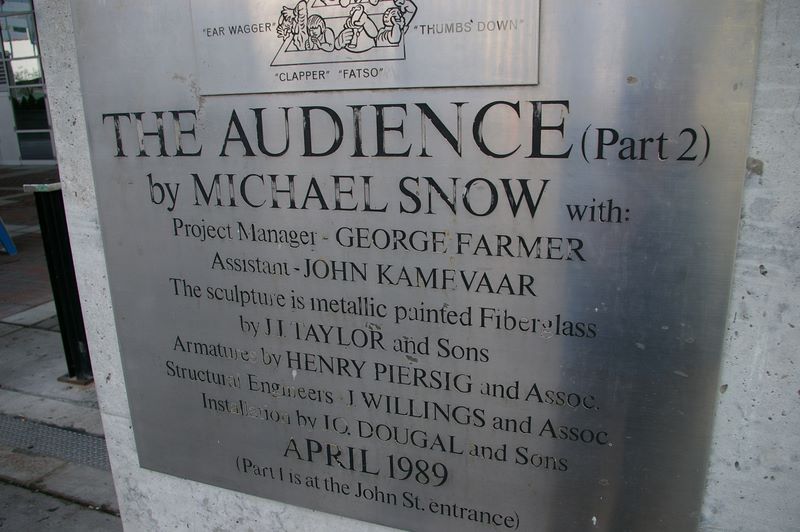 "EAR WAGGER" "THUMBS DOWN"
"CLAPPER" "FATSO"
THE AUDIENCE (Part 2)
by MICHAEL SNOW with:
Project Manager - GEORGE FARMER
Assistant - JOHN KAMEVAAR
The sculpture is metallic painted Fiberglass
by TAYLOR and Sons
Armatures by HENRY PIERSIG and Assoc.
Structural Engineers J WILLINGS and Assoc.
Installation by DOUGAL and Sons
APRIL 1989
(Part 1 is at the John St. entrance)